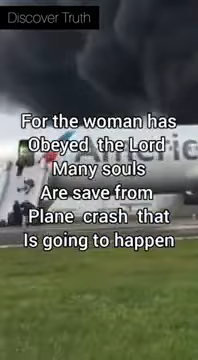 Discover Truth
For the woman has
Obeyed the Lord
America
Many souls
Are save from
Plane crash that
Is going to happen